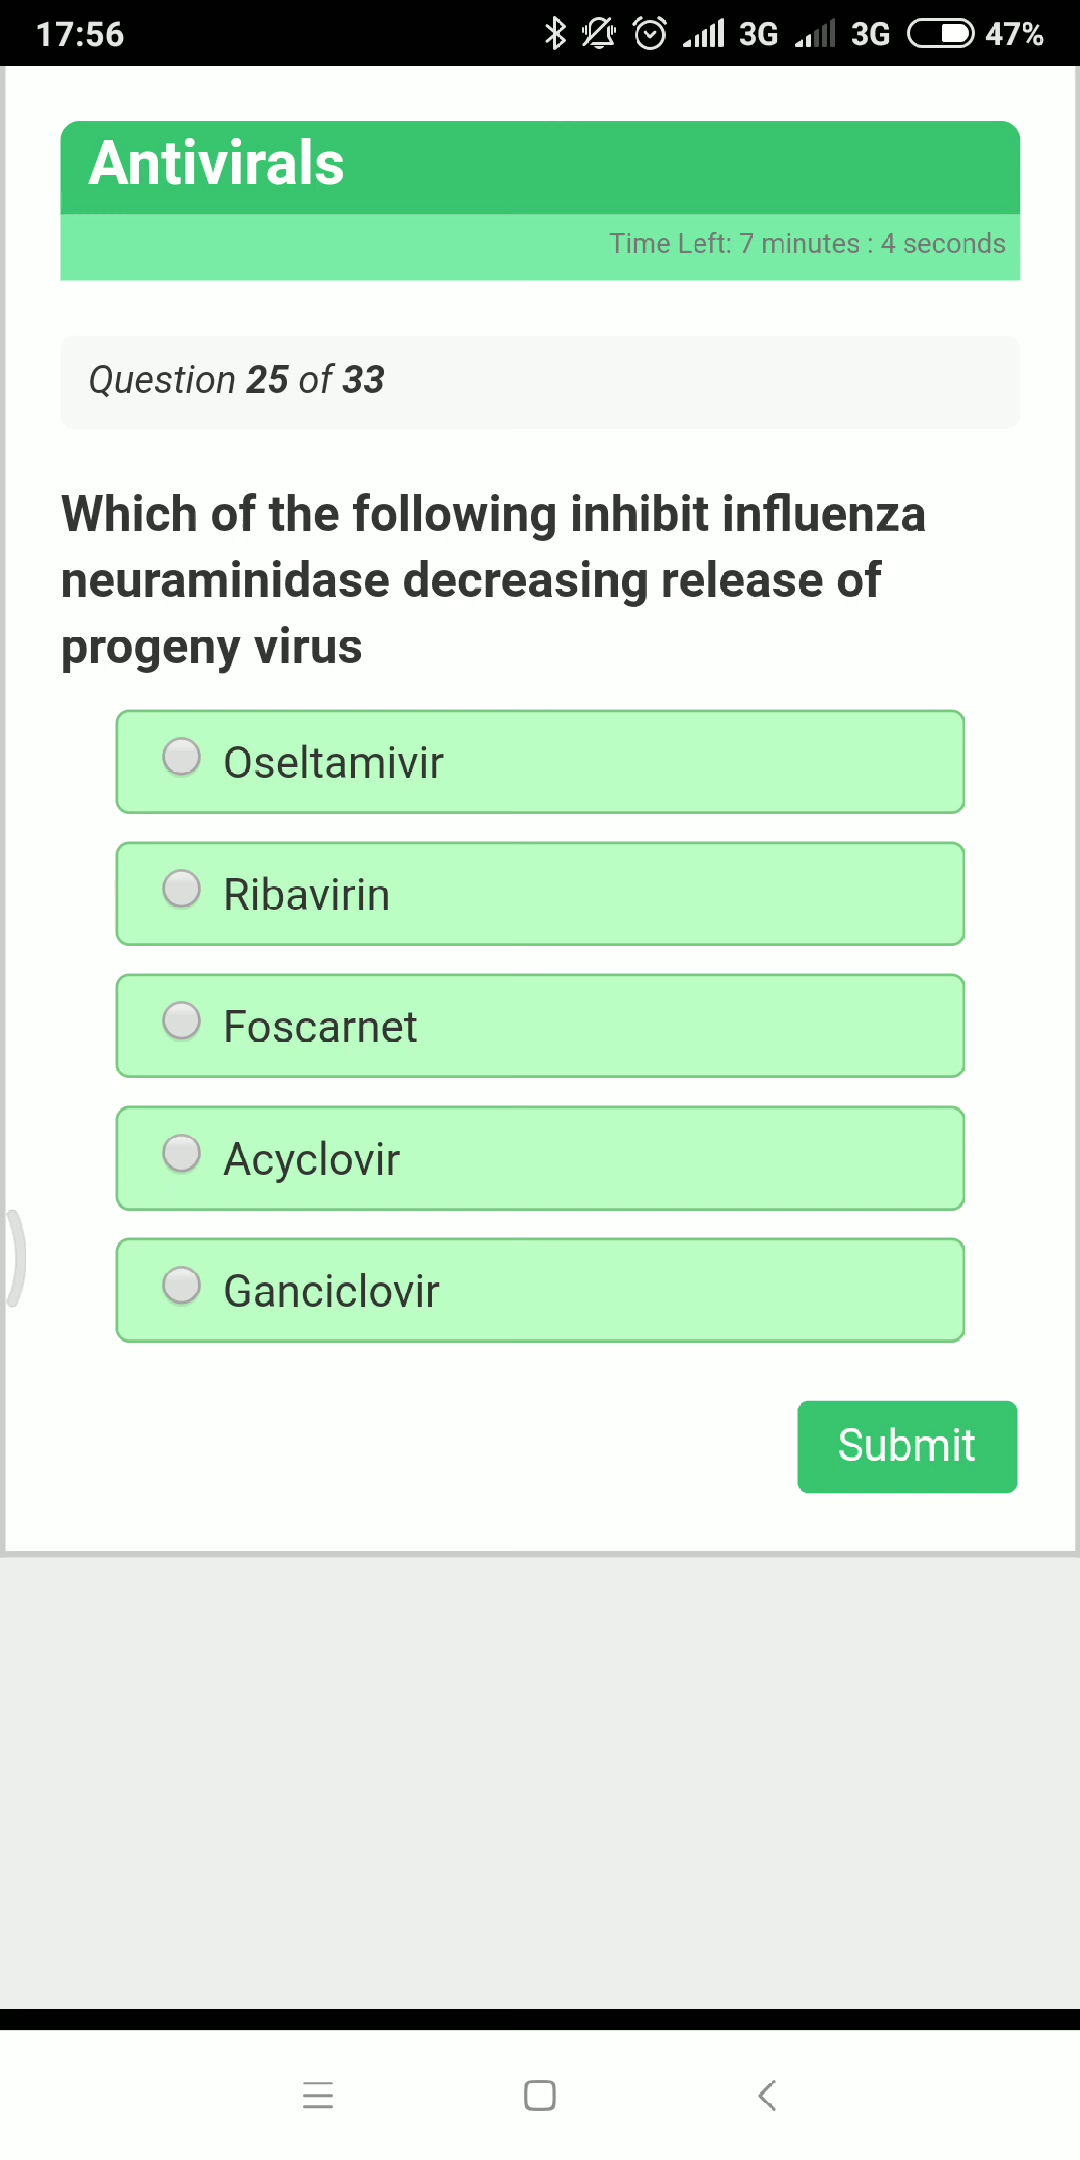 17:56 3G 3G 47%
Antivirals
Time Left: 7 minutes : 4 seconds
Question 25 of 33
Which of the following inhibit influenza
neuraminidase decreasing release of
progeny virus
Oseltamivir
Ribavirin
Foscarnet
Acyclovir
Ganciclovir
Submit